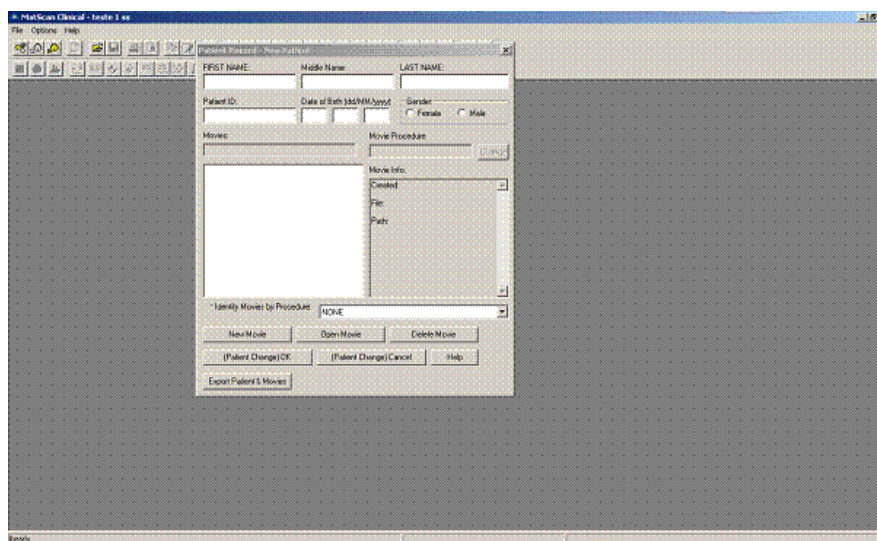 MatScan Clinical - teste 1 ss
File Options Help
Patient Record - New Patient
FIRST NAME: Middle Name: LAST NAME:
Patient ID: Date of Birth (dd/MM/yyyy): Gender
Female Male
Movies: Movie Procedure:
Change
Movie Info:
Created:
File:
Path:
* Identify Movies by Procedure: NONE
New Movie Open Movie Delete Movie
(Patient Change) OK (Patient Change) Cancel Help
Export Patient & Movies
Ready